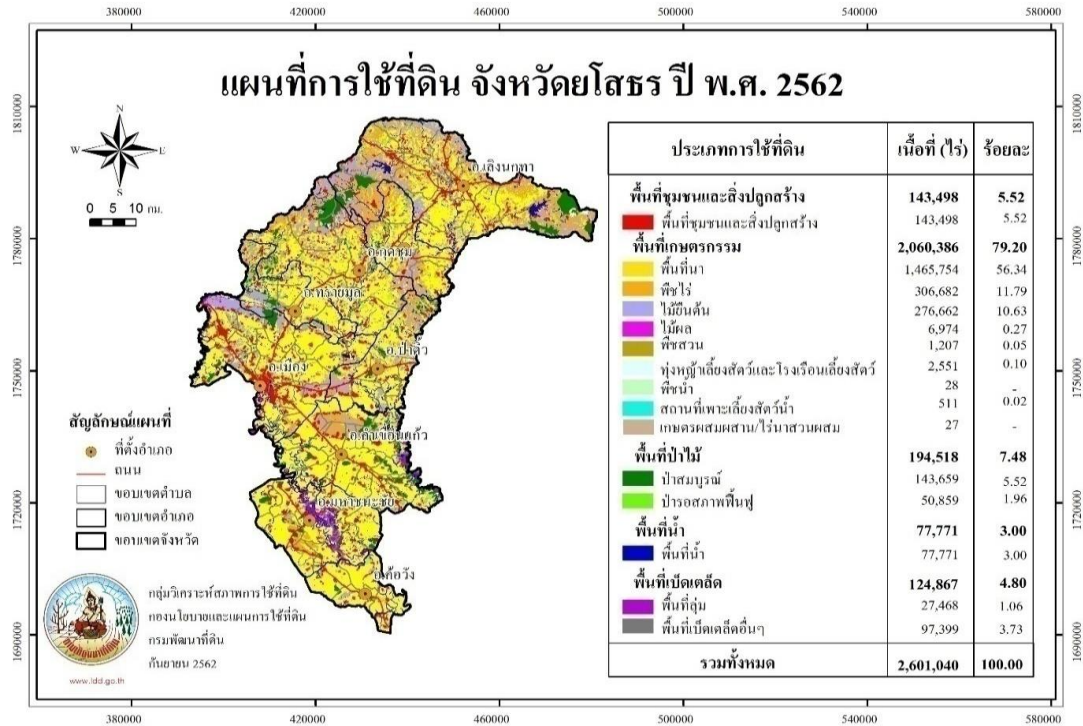 380000 420000 460000 500000 540000 580000
แผนที่การใช้ที่ดิน จังหวัดยโสธร ปี พ.ศ. 2562
1810000 1810000
N
W E
S
0 5 10 กม.
อ.เลิงนกทา
อ.กุดชุม
อ.ทรายมูล
อ.ป่าติ้ว
อ.เมือง
อ.คำเขื่อนแก้ว
อ.มหาชนะชัย
อ.ค้อวัง
1780000 1780000
1750000 1750000
1720000 1720000
1690000 1690000
สัญลักษณ์แผนที่
ที่ตั้งอำเภอ
ถนน
ขอบเขตตำบล
ขอบเขตอำเภอ
ขอบเขตจังหวัด
กลุ่มวิเคราะห์สภาพการใช้ที่ดิน
กองนโยบายและแผนการใช้ที่ดิน
กรมพัฒนาที่ดิน
กันยายน 2562
www.ldd.go.th
ประเภทการใช้ที่ดิน เนื้อที่ (ไร่) ร้อยละ
พื้นที่ชุมชนและสิ่งปลูกสร้าง 143,498 5.52
พื้นที่ชุมชนและสิ่งปลูกสร้าง 143,498 5.52
พื้นที่เกษตรกรรม 2,060,386 79.20
พื้นที่นา 1,465,754 56.34
พืชไร่ 306,682 11.79
ไม้ยืนต้น 276,662 10.63
ไม้ผล 6,974 0.27
พืชสวน 1,207 0.05
ทุ่งหญ้าเลี้ยงสัตว์และโรงเรือนเลี้ยงสัตว์ 2,551 0.10
พืชน้ำ 28 -
สถานที่เพาะเลี้ยงสัตว์น้ำ 511 0.02
เกษตรผสมผสาน/ไร่นาสวนผสม 27 -
พื้นที่ป่าไม้ 194,518 7.48
ป่าสมบูรณ์ 143,659 5.52
ป่ารอสภาพฟื้นฟู 50,859 1.96
พื้นที่น้ำ 77,771 3.00
พื้นที่น้ำ 77,771 3.00
พื้นที่เบ็ดเตล็ด 124,867 4.80
พื้นที่ลุ่ม 27,468 1.06
พื้นที่เบ็ดเตล็ดอื่นๆ 97,399 3.73
รวมทั้งหมด 2,601,040 100.00
380000 420000 460000 500000 540000 580000